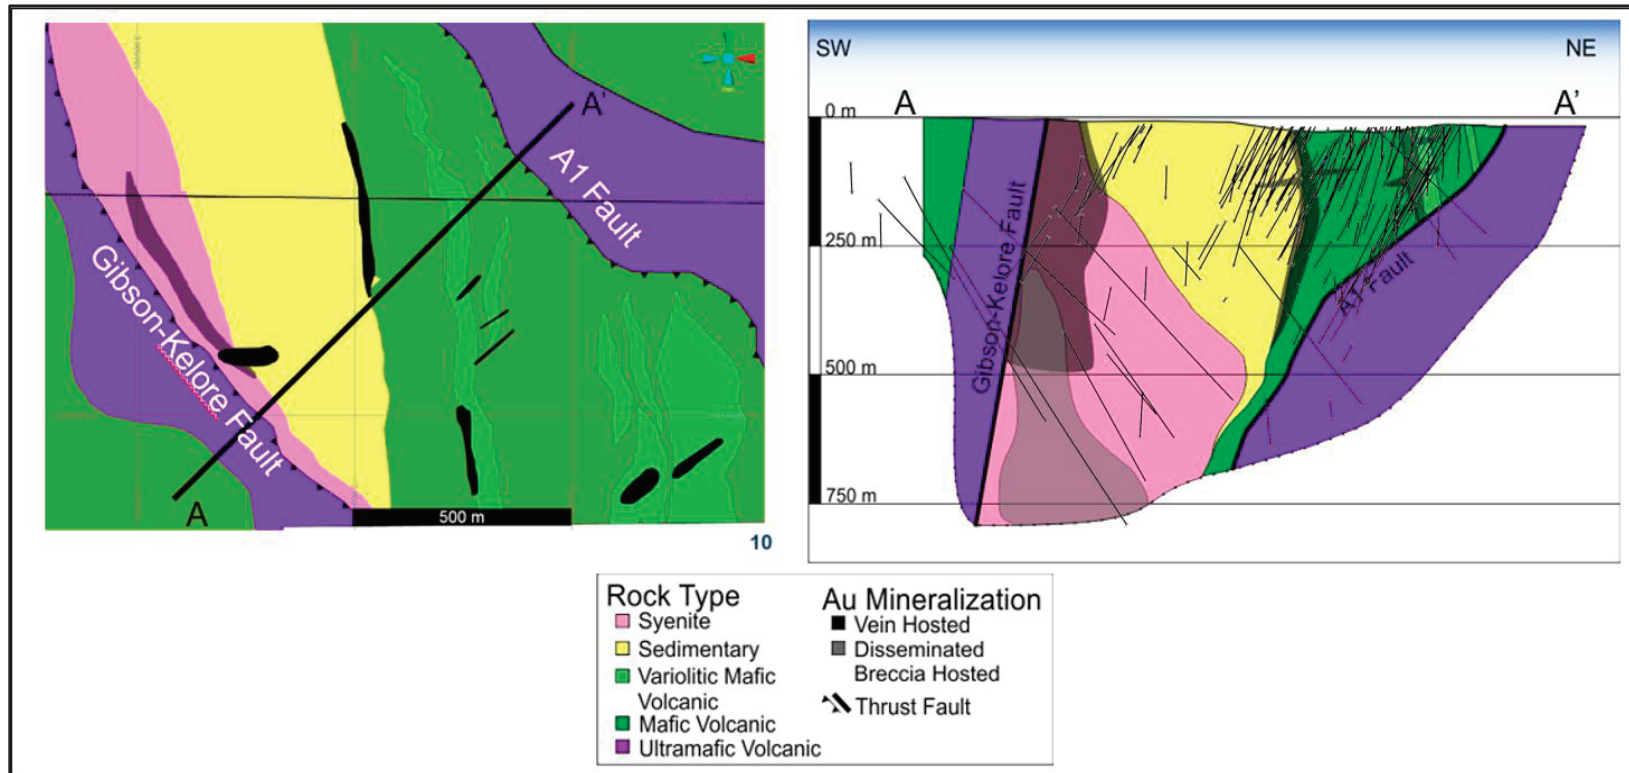 A'
A1 Fault
Gibson-Kelore Fault
A
500 m
10
SW
NE
A
A'
0 m
250 m
500 m
750 m
Gibson-Kelore Fault
A1 Fault
Rock Type
Syenite
Sedimentary
Variolitic Mafic
Volcanic
Mafic Volcanic
Ultramafic Volcanic
Au Mineralization
Vein Hosted
Disseminated
Breccia Hosted
Thrust Fault